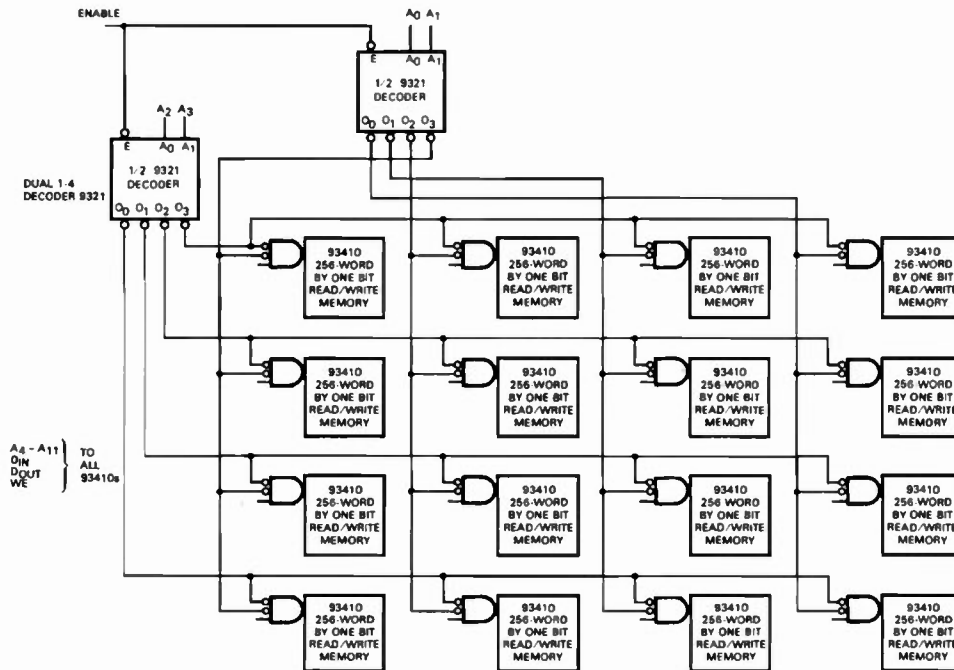 ENABLE
A0 A1
E A0 A1
1/2 9321
DECODER
O0 O1 O2 O3
A2 A3
E A0 A1
1/2 9321
DECODER
O0 O1 O2 O3
DUAL 1-4
DECODER 9321
93410
256-WORD
BY ONE BIT
READ/WRITE
MEMORY
93410
256-WORD
BY ONE BIT
READ/WRITE
MEMORY
93410
256-WORD
BY ONE BIT
READ/WRITE
MEMORY
93410
256-WORD
BY ONE BIT
READ/WRITE
MEMORY
93410
256-WORD
BY ONE BIT
READ/WRITE
MEMORY
93410
256-WORD
BY ONE BIT
READ/WRITE
MEMORY
93410
256-WORD
BY ONE BIT
READ/WRITE
MEMORY
93410
256-WORD
BY ONE BIT
READ/WRITE
MEMORY
A4 - A11
DIN
DOUT
WE
TO
ALL
93410s
93410
256-WORD
BY ONE BIT
READ/WRITE
MEMORY
93410
256-WORD
BY ONE BIT
READ/WRITE
MEMORY
93410
256-WORD
BY ONE BIT
READ/WRITE
MEMORY
93410
256-WORD
BY ONE BIT
READ/WRITE
MEMORY
93410
256-WORD
BY ONE BIT
READ/WRITE
MEMORY
93410
256-WORD
BY ONE BIT
READ/WRITE
MEMORY
93410
256-WORD
BY ONE BIT
READ/WRITE
MEMORY
93410
256-WORD
BY ONE BIT
READ/WRITE
MEMORY